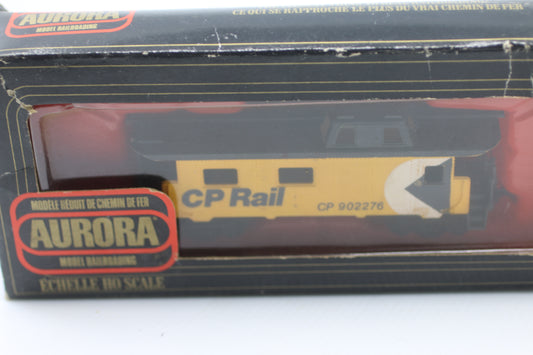 AURORA
MODEL RAILROADING
CE QUI SE RAPPROCHE LE PLUS DU VRAI CHEMIN DE FER
CP Rail
CP 902276
MODÈLE RÉDUIT DE CHEMIN DE FER
AURORA
MODEL RAILROADING
ÉCHELLE HO SCALE